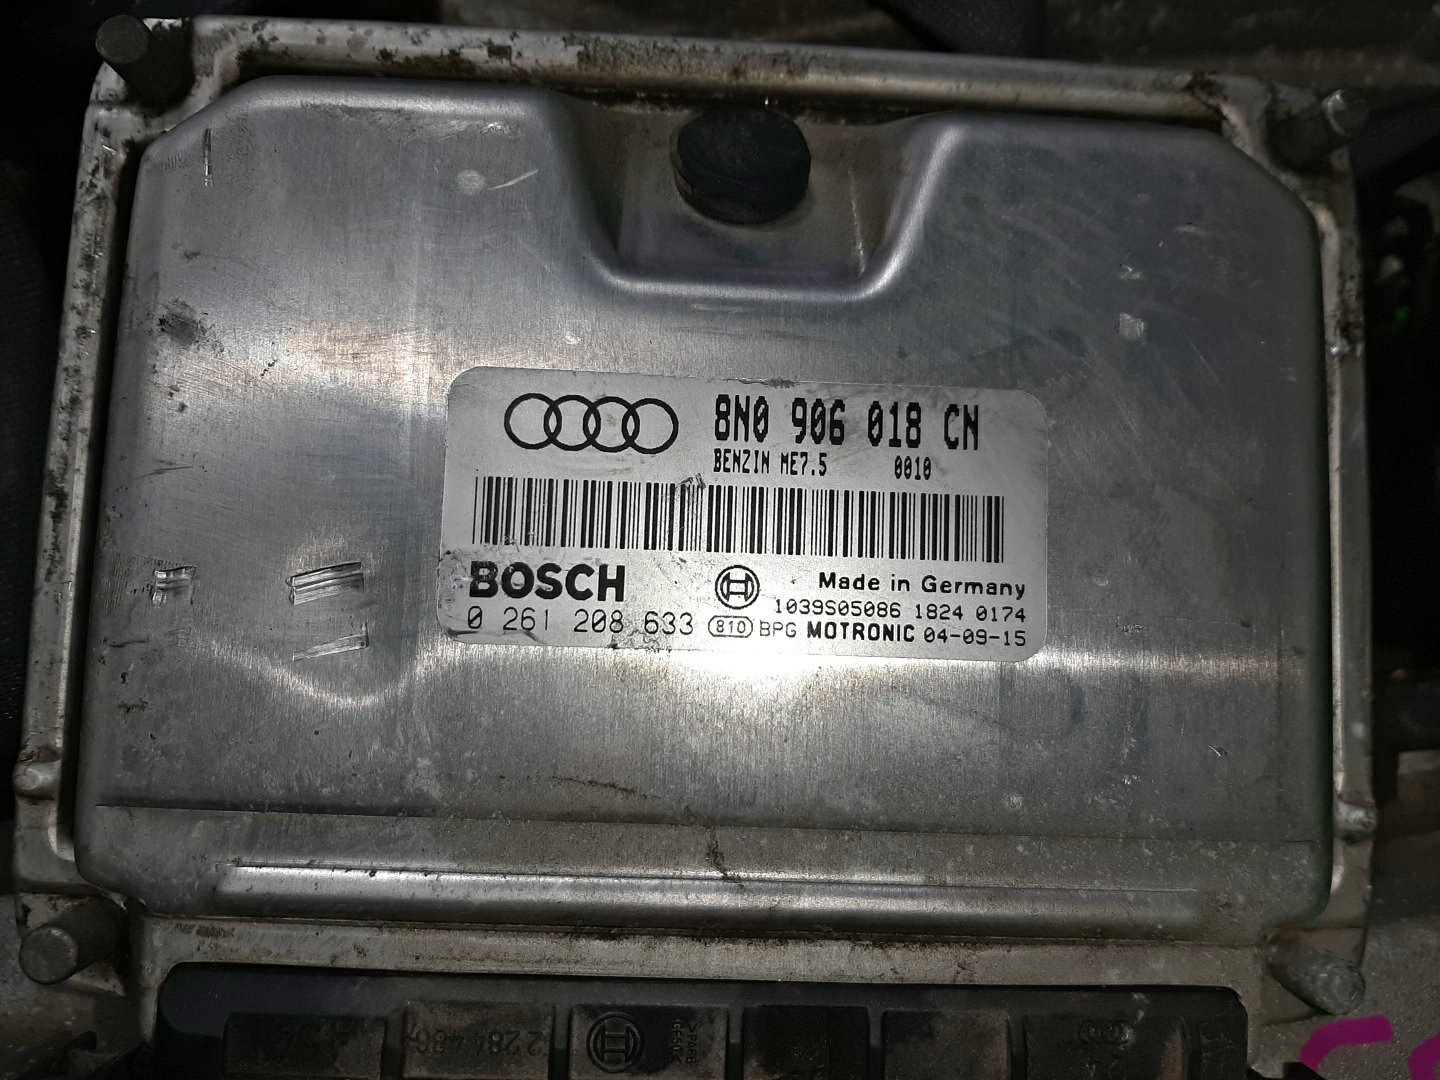 8N0 906 018 CN
BENZIN ME7.5 0010
BOSCH
Made in Germany
1039S05086 1824 0174
0 261 208 633
810 BPG MOTRONIC 04-09-15